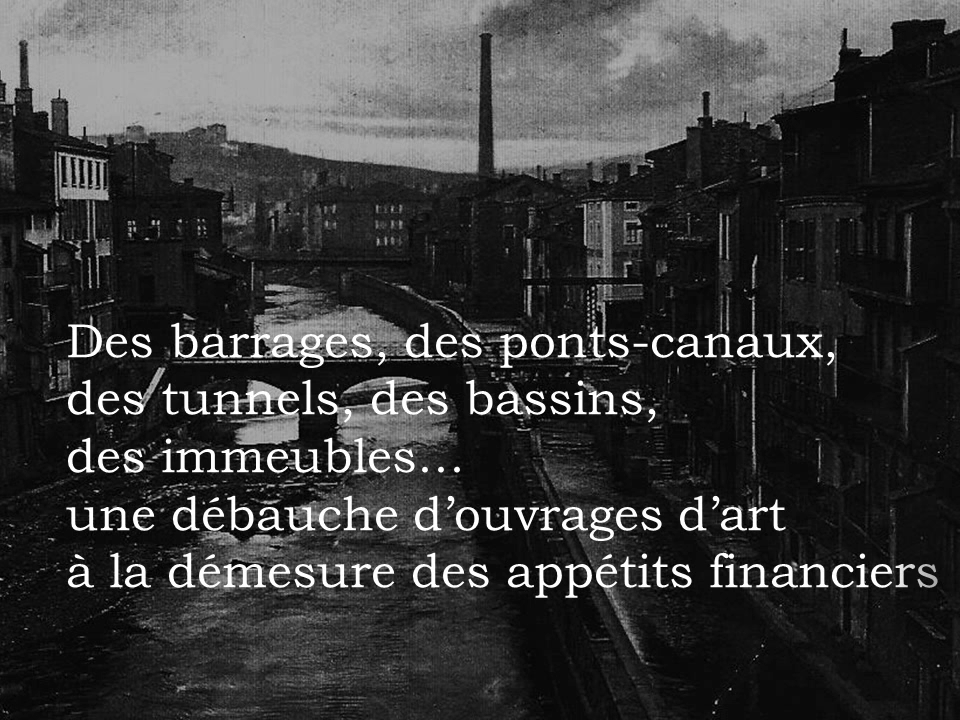 Des barrages, des ponts-canaux,
des tunnels, des bassins,
des immeubles...
une débauche d’ouvrages d’art
à la démesure des appétits financiers